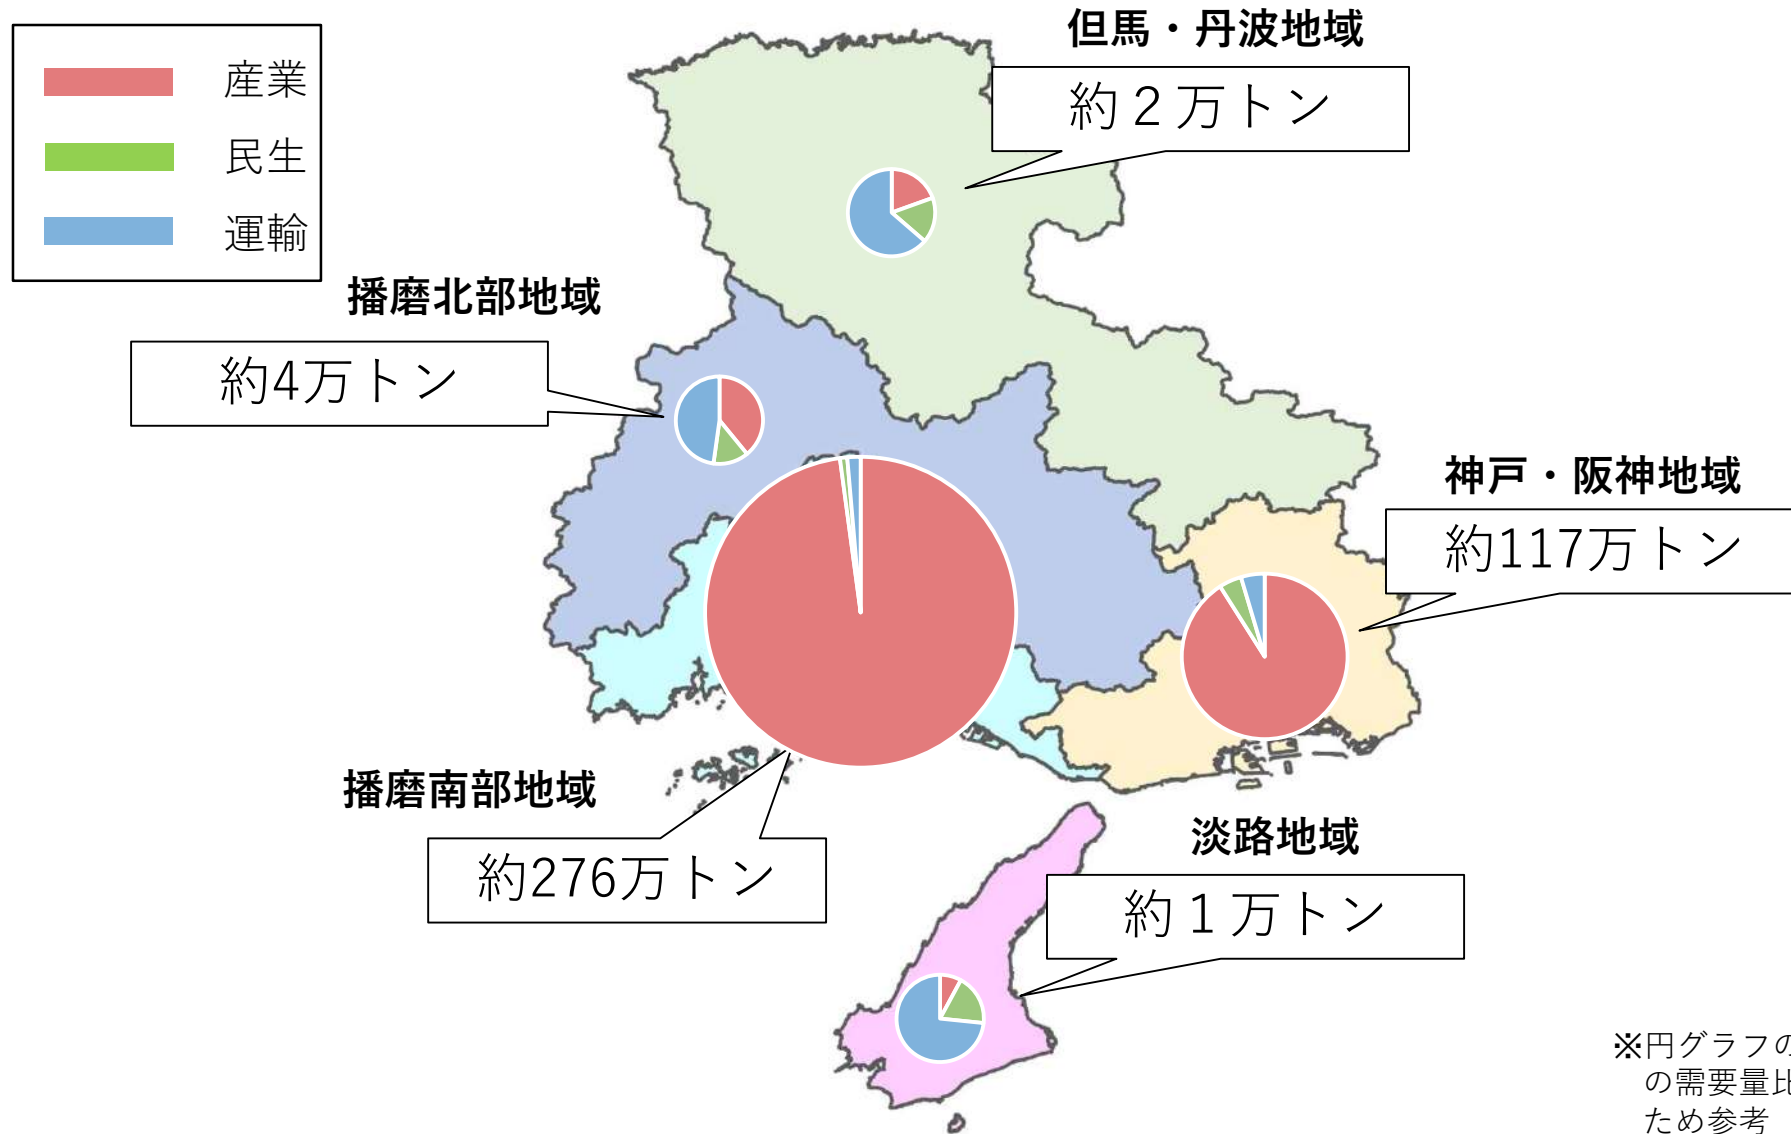 産業
民生
運輸
但馬・丹波地域
約２万トン
播磨北部地域
約4万トン
神戸・阪神地域
約117万トン
播磨南部地域
約276万トン
淡路地域
約１万トン
※円グラフの
の需要量比
ため参考